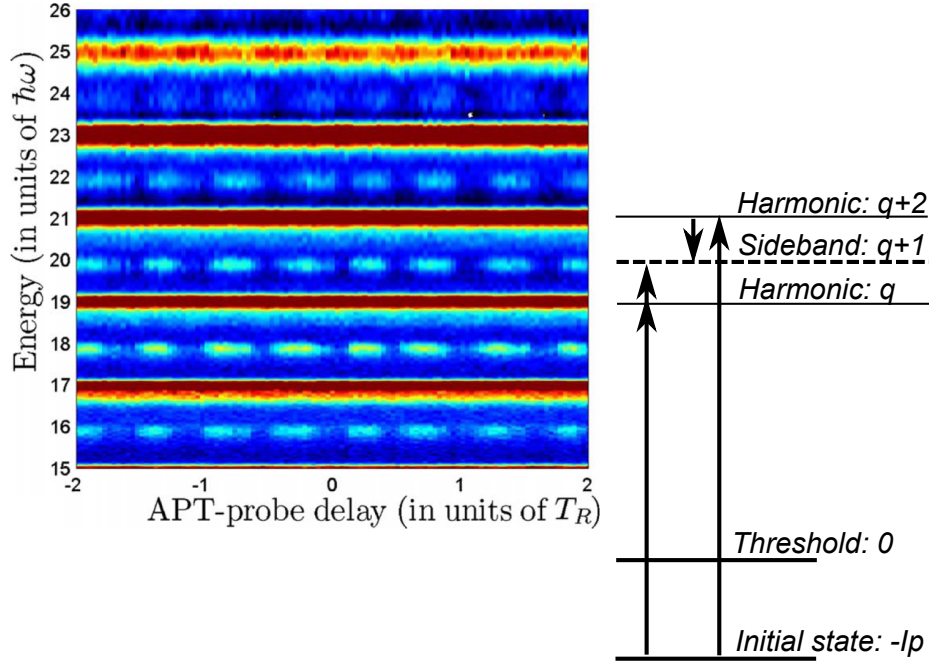 Energy (in units of ħω)
26
25
24
23
22
21
20
19
18
17
16
15
-2
-1
0
1
2
APT-probe delay (in units of T_R)
Harmonic: q+2
Sideband: q+1
Harmonic: q
Threshold: 0
Initial state: -Ip